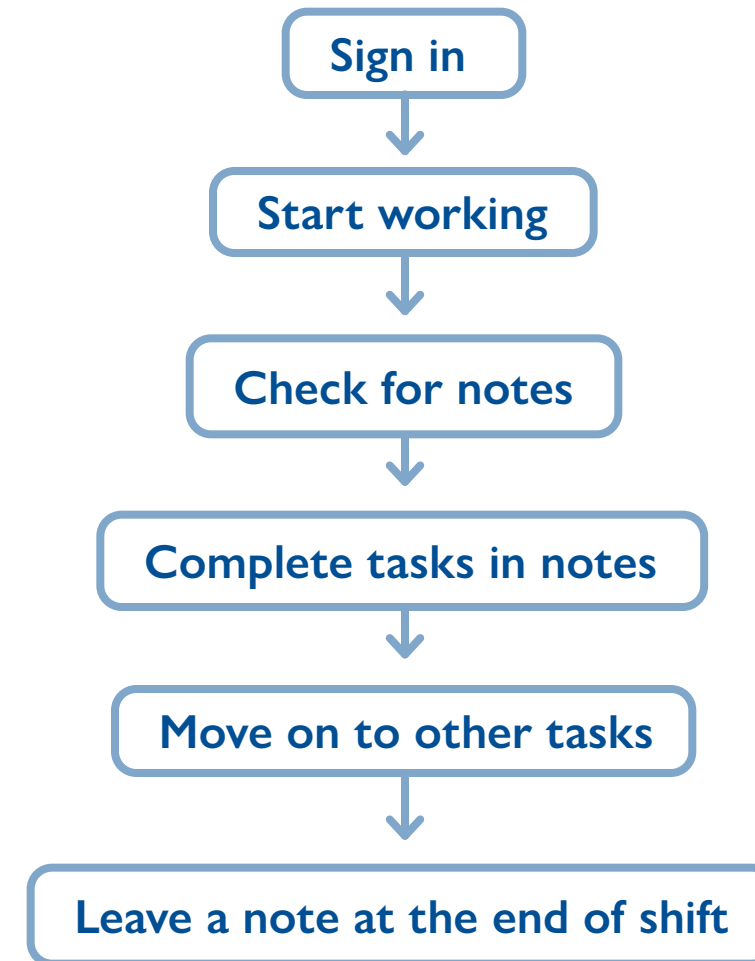 Sign in
Start working
Check for notes
Complete tasks in notes
Move on to other tasks
Leave a note at the end of shift